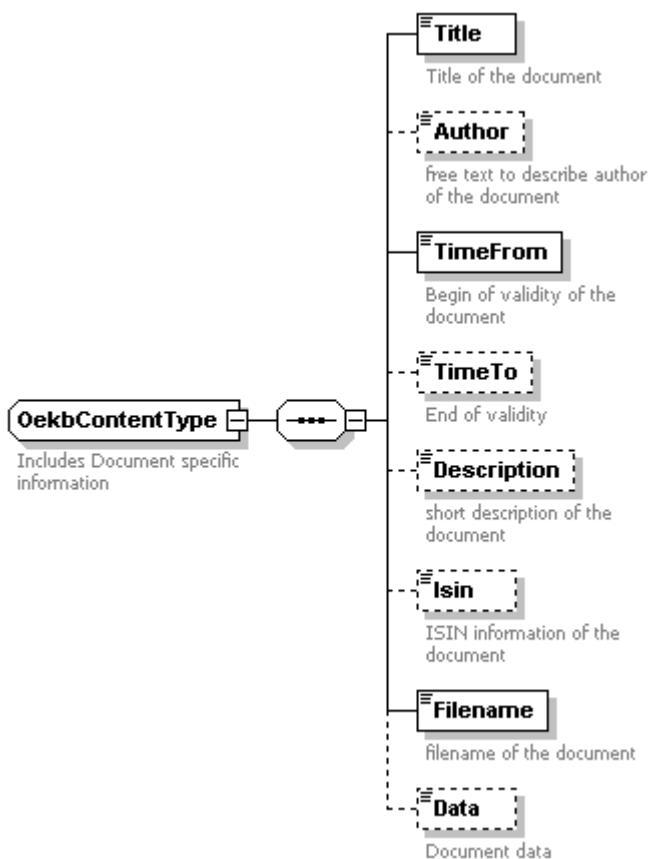 Title
Title of the document
Author
free text to describe author
of the document
TimeFrom
Begin of validity of the
document
TimeTo
End of validity
OekbContentType
Includes Document specific
information
Description
short description of the
document
Isin
ISIN information of the
document
Filename
filename of the document
Data
Document data